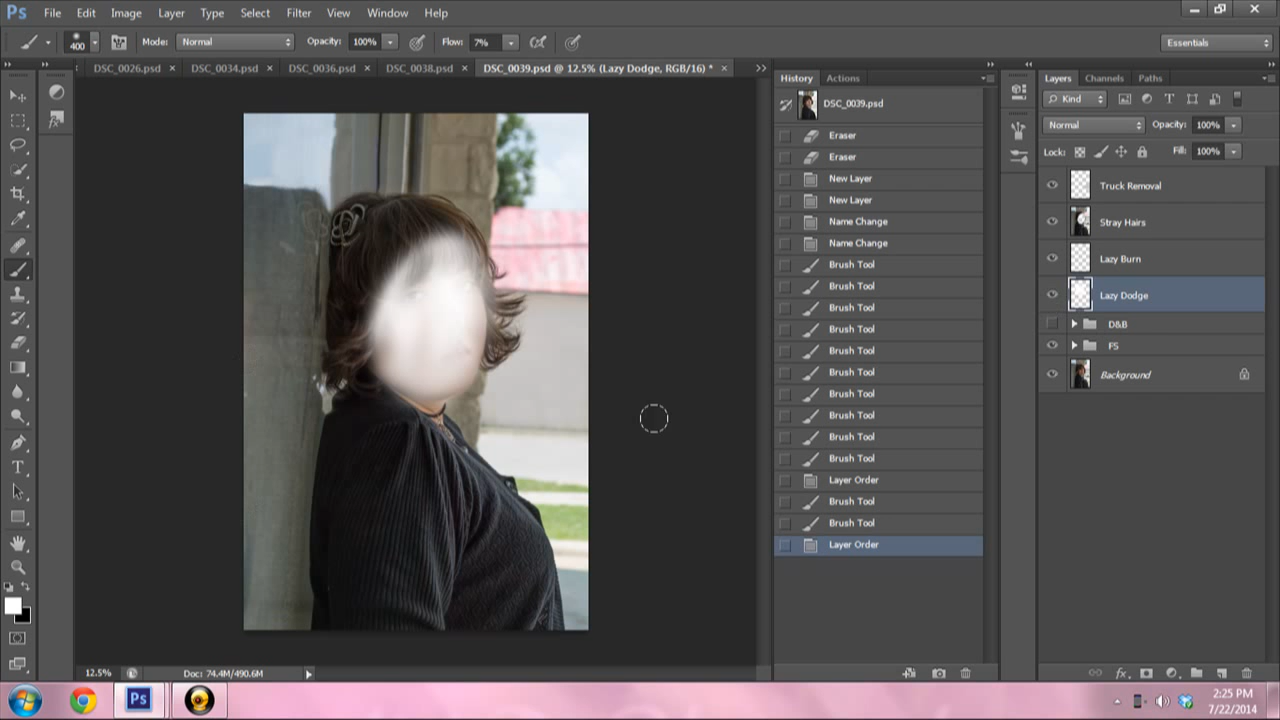 Ps File Edit Image Layer Type Select Filter View Window Help
400 Mode: Normal Opacity: 100% Flow: 7% Essentials
DSC_0026.psd × DSC_0034.psd × DSC_0036.psd × DSC_0038.psd × DSC_0039.psd @ 12.5% (Lazy Dodge, RGB/16) * ×
History Actions
DSC_0039.psd
Eraser
Eraser
New Layer
New Layer
Name Change
Name Change
Brush Tool
Brush Tool
Brush Tool
Brush Tool
Brush Tool
Brush Tool
Brush Tool
Brush Tool
Brush Tool
Brush Tool
Layer Order
Brush Tool
Brush Tool
Layer Order
Layers Channels Paths
Kind
Normal Opacity: 100%
Lock: Fill: 100%
Truck Removal
Stray Hairs
Lazy Burn
Lazy Dodge
D&B
FS
Background
12.5% Doc: 74.4M/490.6M
Ps
2:25 PM
7/22/2014